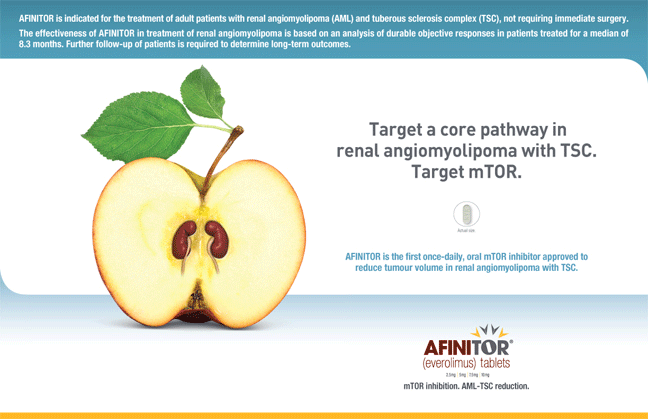 AFINITOR is indicated for the treatment of adult patients with renal angiomyolipoma (AML) and tuberous sclerosis complex (TSC), not requiring immediate surgery.
The effectiveness of AFINITOR in treatment of renal angiomyolipoma is based on an analysis of durable objective responses in patients treated for a median of
8.3 months. Further follow-up of patients is required to determine long-term outcomes.
Target a core pathway in
renal angiomyolipoma with TSC.
Target mTOR.
Actual size
AFINITOR is the first once-daily, oral mTOR inhibitor approved to
reduce tumour volume in renal angiomyolipoma with TSC.
AFINITOR®
(everolimus) tablets
2.5mg | 5mg | 7.5mg | 10mg
mTOR inhibition. AML-TSC reduction.